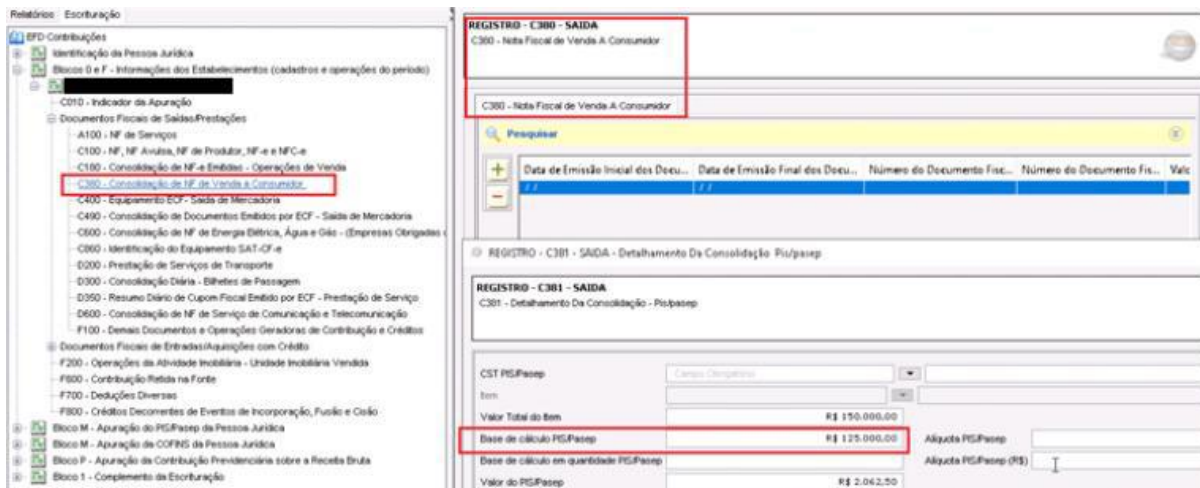 Relatórios Escrituração
EFD-Contribuições
Identificação da Pessoa Jurídica
Blocos 0 e F - Informações dos Estabelecimentos (cadastros e operações do período)
C010 - Indicador da Apuração
Documentos Fiscais de Saídas/Prestações
A100 - NF de Serviços
C100 - NF, NF Avulsa, NF de Produtor, NF-e e NFC-e
C180 - Consolidação de NF-e Emitidas - Operações de Venda
C380 - Consolidação de NF de Venda a Consumidor
C400 - Equipamento ECF- Saída de Mercadoria
C490 - Consolidação de Documentos Emitidos por ECF - Saída de Mercadoria
C600 - Consolidação de NF de Energia Elétrica, Água e Gás - (Empresas Obrigadas
C860 - Identificação do Equipamento SAT-CF-e
D200 - Prestação de Serviços de Transporte
D300 - Consolidação Diária - Bilhetes de Passagem
D350 - Resumo Diário de Cupom Fiscal Emitido por ECF - Prestação de Serviço
D600 - Consolidação de NF de Serviço de Comunicação e Telecomunicação
F100 - Demais Documentos e Operações Geradoras de Contribuição e Créditos
Documentos Fiscais de Entradas/Aquisições com Crédito
F200 - Operações da Atividade Imobiliária - Unidade Imobiliária Vendida
F600 - Contribuição Retida na Fonte
F700 - Deduções Diversas
F800 - Créditos Decorrentes de Eventos de Incorporação, Fusão e Cisão
Bloco M - Apuração do PIS/Pasep da Pessoa Jurídica
Bloco M - Apuração da COFINS da Pessoa Jurídica
Bloco P - Apuração da Contribuição Previdenciária sobre a Receita Bruta
Bloco 1 - Complemento da Escrituração
REGISTRO - C380 - SAIDA
C380 - Nota Fiscal de Venda A Consumidor
C380 - Nota Fiscal de Venda A Consumidor
Pesquisar
Data de Emissão Inicial dos Docu... Data de Emissão Final dos Docu... Número do Documento Fisc... Número do Documento Fis... Valo
/ / / /
REGISTRO - C381 - SAIDA - Detalhamento Da Consolidação Pis/pasep
REGISTRO - C381 - SAIDA
C381 - Detalhamento Da Consolidação - Pis/pasep
CST PIS/Pasep Campo Obrigatório
Item
Valor Total do Item R$ 150.000,00
Base de cálculo PIS/Pasep R$ 125.000,00 Alíquota PIS/Pasep
Base de cálculo em quantidade PIS/Pasep Alíquota PIS/Pasep (R$)
Valor do PIS/Pasep R$ 2.062,50